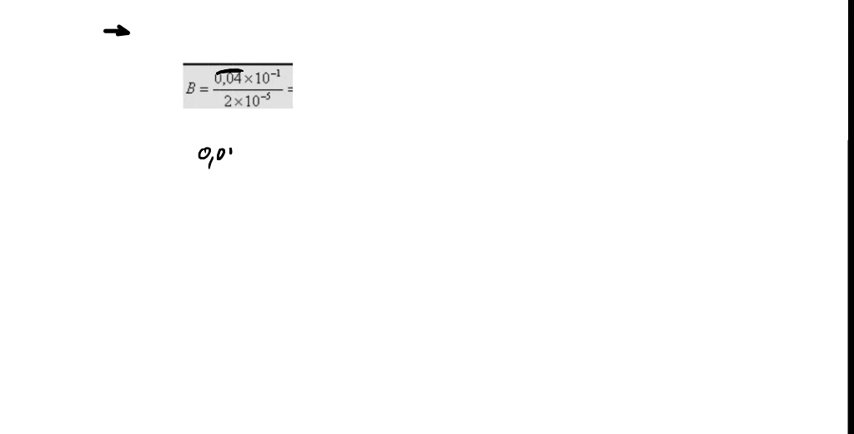 B = 0,04×10⁻¹ / 2×10⁻⁵ =
0,0